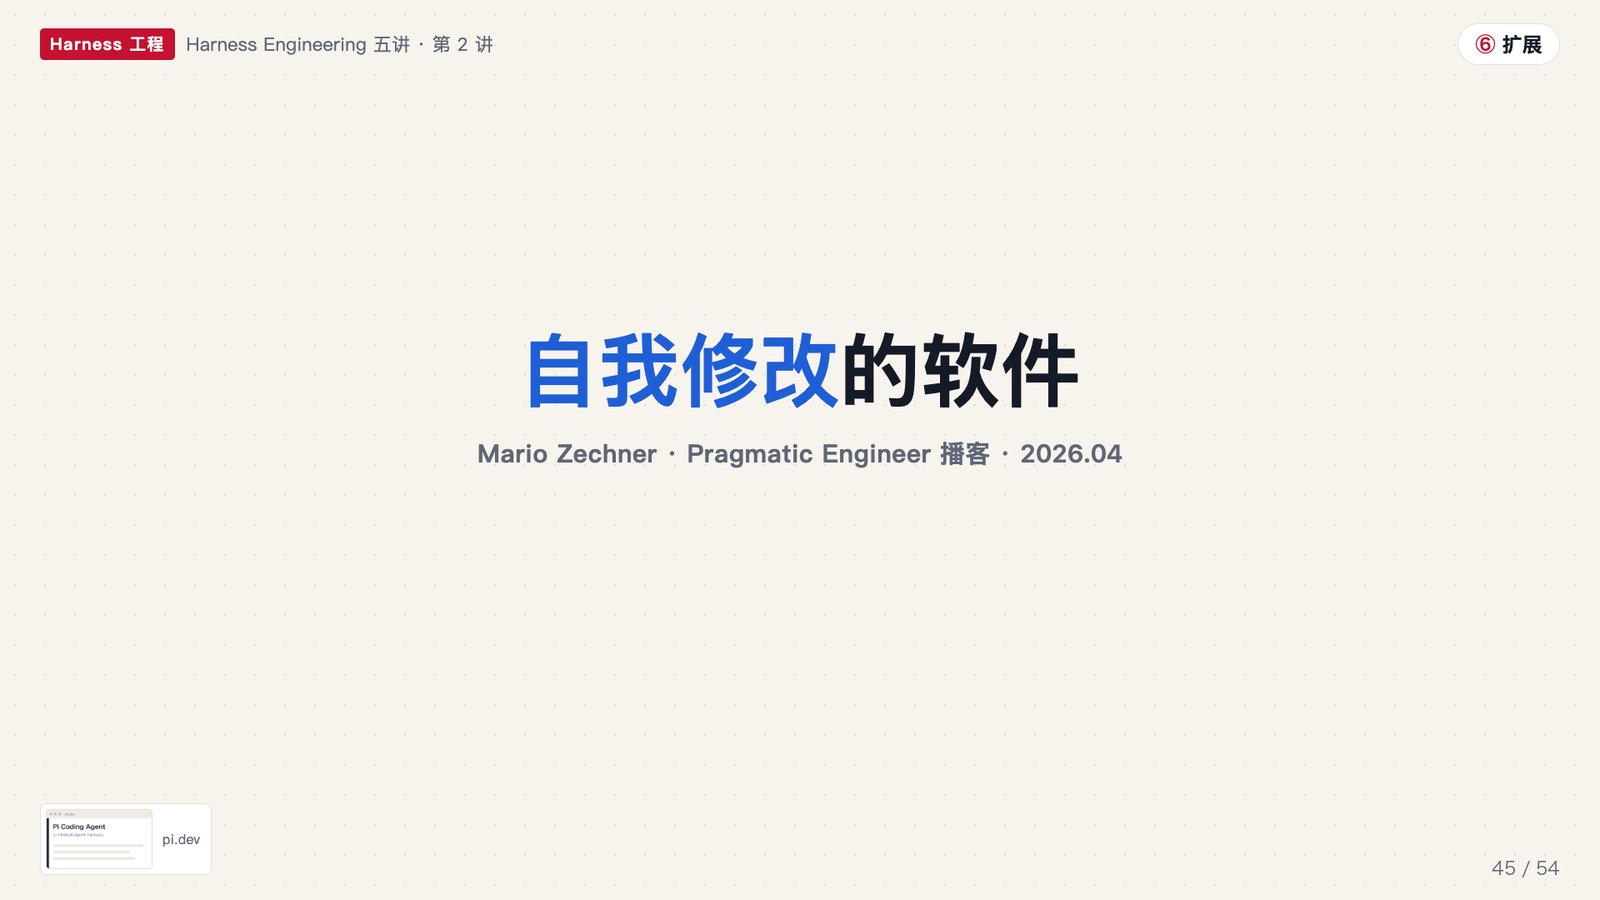 Harness 工程 Harness Engineering 五讲 · 第 2 讲
⑥ 扩展
自我修改的软件
Mario Zechner · Pragmatic Engineer 播客 · 2026.04
Pi Coding Agent
pi.dev
45 / 54